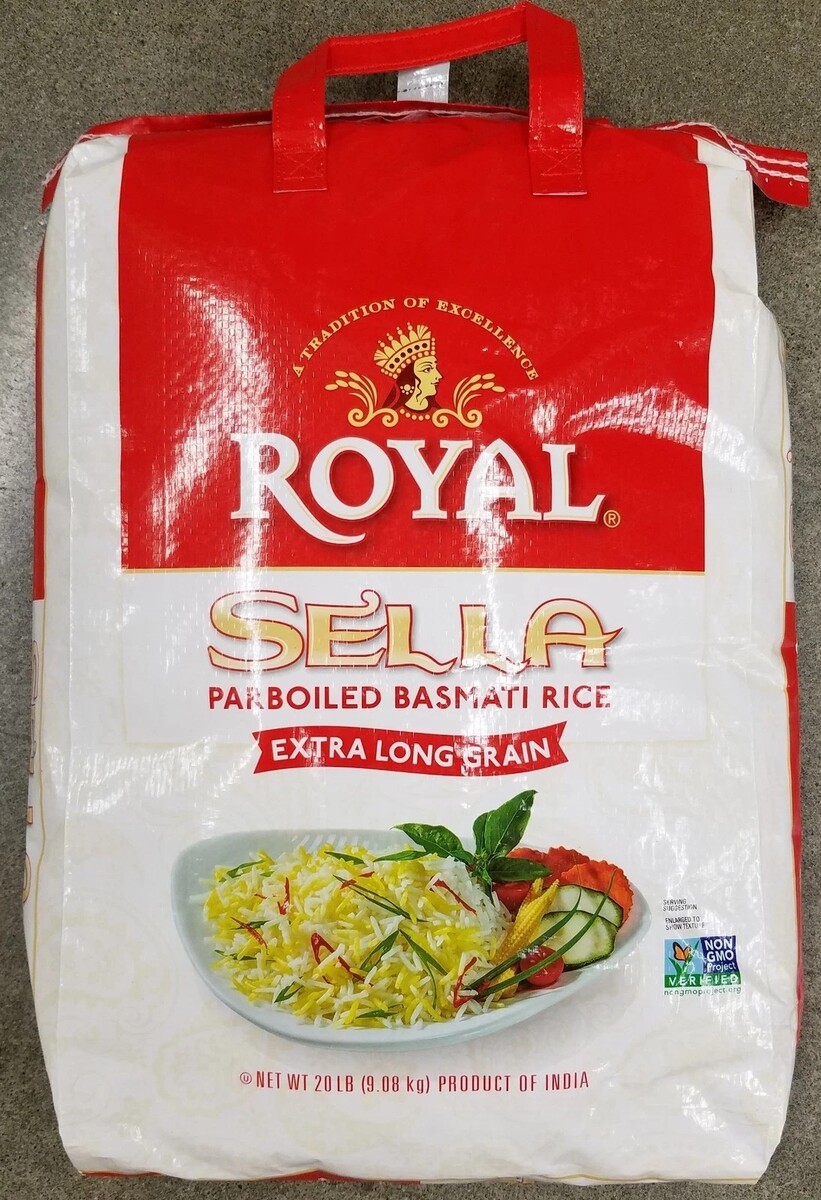 A TRADITION OF EXCELLENCE
ROYAL®
SELLA
PARBOILED BASMATI RICE
EXTRA LONG GRAIN
SERVING
SUGGESTION
ENLARGED TO
SHOW TEXTURE
NON
GMO
Project
VERIFIED
nongmoproject.org
Ⓤ NET WT 20 LB (9.08 kg) PRODUCT OF INDIA